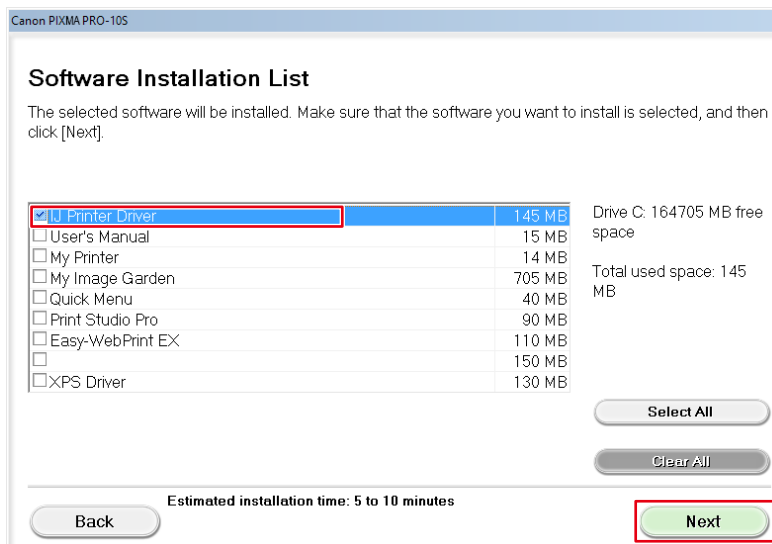 Canon PIXMA PRO-10S
Software Installation List
The selected software will be installed. Make sure that the software you want to install is selected, and then
click [Next].
IJ Printer Driver 145 MB
User's Manual 15 MB
My Printer 14 MB
My Image Garden 705 MB
Quick Menu 40 MB
Print Studio Pro 90 MB
Easy-WebPrint EX 110 MB
150 MB
XPS Driver 130 MB
Drive C: 164705 MB free
space
Total used space: 145
MB
Select All
Clear All
Estimated installation time: 5 to 10 minutes
Back
Next